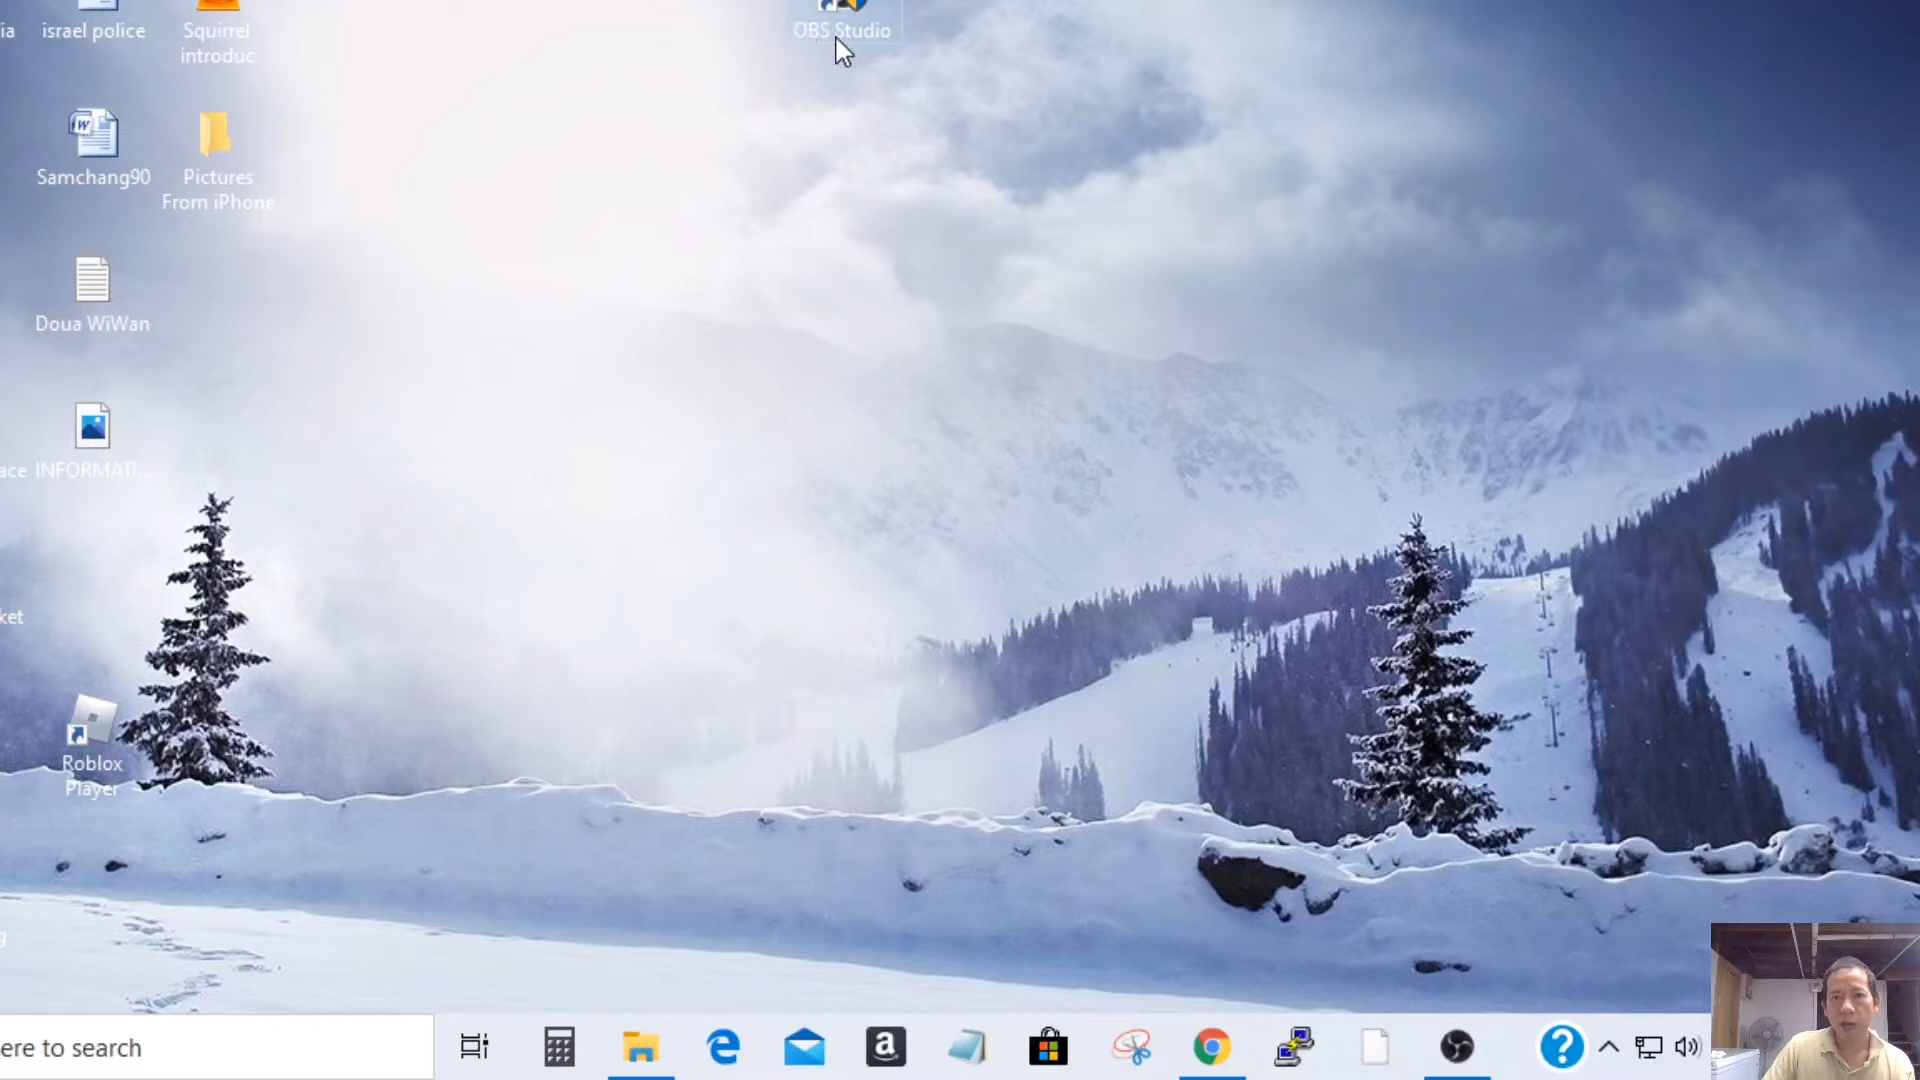 ia
israel police
Squirrel
introduc
OBS Studio
Samchang90
Pictures
From iPhone
Doua WiWan
ace
INFORMATI...
ket
Roblox
Player
g
ere to search